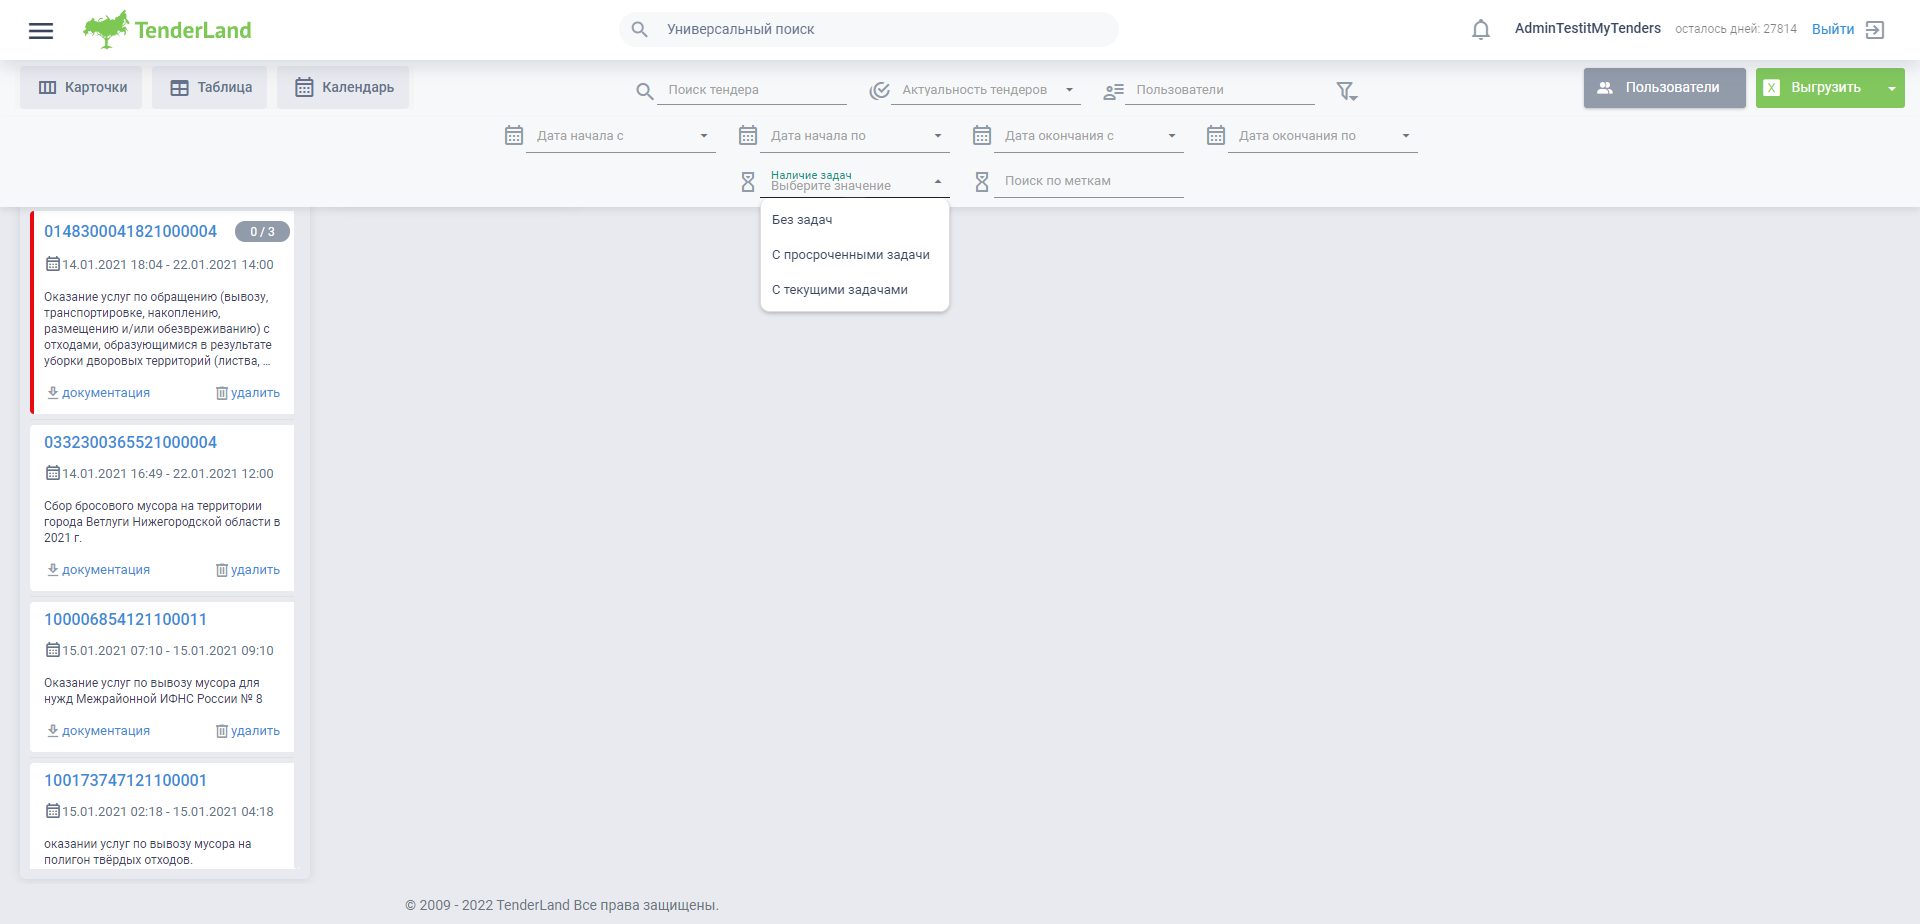 TenderLand
Универсальный поиск
AdminTestitMyTenders
осталось дней: 27814
Выйти
Карточки
Таблица
Календарь
Поиск тендера
Актуальность тендеров
Пользователи
Пользователи
X
Выгрузить
Дата начала с
Дата начала по
Дата окончания с
Дата окончания по
Наличие задач
Выберите значение
Поиск по меткам
Без задач
С просроченными задачи
С текущими задачами
0148300041821000004
0 / 3
14.01.2021 18:04 - 22.01.2021 14:00
Оказание услуг по обращению (вывозу,
транспортировке, накоплению,
размещению и/или обезвреживанию) с
отходами, образующимися в результате
уборки дворовых территорий (листва, ...
документация
удалить
0332300365521000004
14.01.2021 16:49 - 22.01.2021 12:00
Сбор бросового мусора на территории
города Ветлуги Нижегородской области в
2021 г.
документация
удалить
100006854121100011
15.01.2021 07:10 - 15.01.2021 09:10
Оказание услуг по вывозу мусора для
нужд Межрайонной ИФНС России № 8
документация
удалить
100173747121100001
15.01.2021 02:18 - 15.01.2021 04:18
оказании услуг по вывозу мусора на
полигон твёрдых отходов.
© 2009 - 2022 TenderLand Все права защищены.